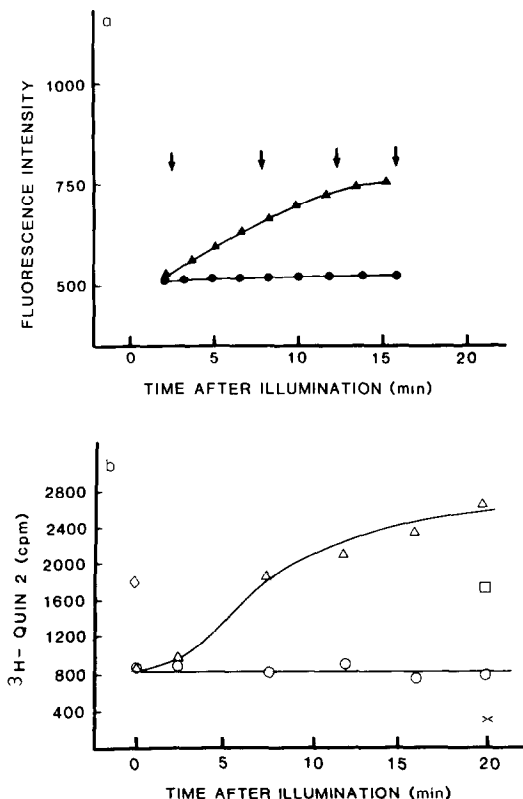 a
FLUORESCENCE INTENSITY
1000
750
500
0 5 10 15 20
TIME AFTER ILLUMINATION (min)
b
3H- QUIN 2 (cpm)
2800
2400
2000
1600
1200
800
400
0 5 10 15 20
TIME AFTER ILLUMINATION (min)